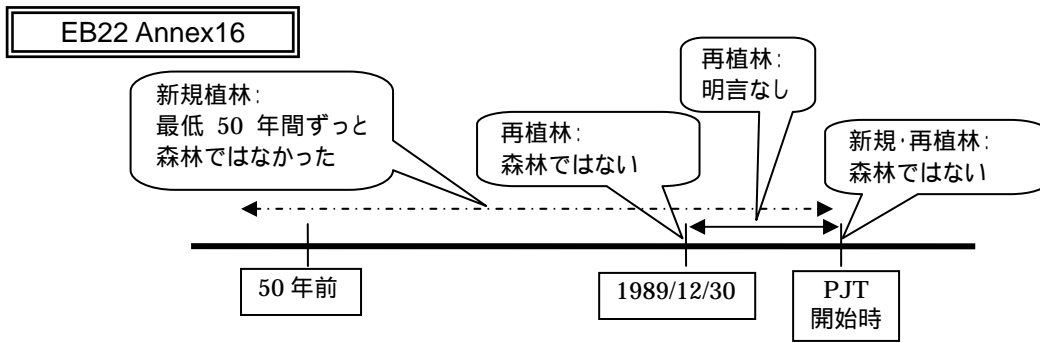 EB22 Annex16
新規植林:
最低 50 年間ずっと
森林ではなかった
再植林:
森林ではない
再植林:
明言なし
新規･再植林:
森林ではない
50 年前
1989/12/30
PJT
開始時